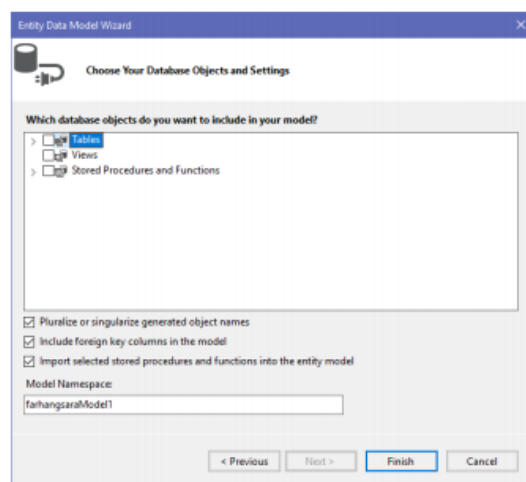 Entity Data Model Wizard
Choose Your Database Objects and Settings
Which database objects do you want to include in your model?
Tables
Views
Stored Procedures and Functions
Pluralize or singularize generated object names
Include foreign key columns in the model
Import selected stored procedures and functions into the entity model
Model Namespace:
farhangsaraModel1
< Previous Next > Finish Cancel